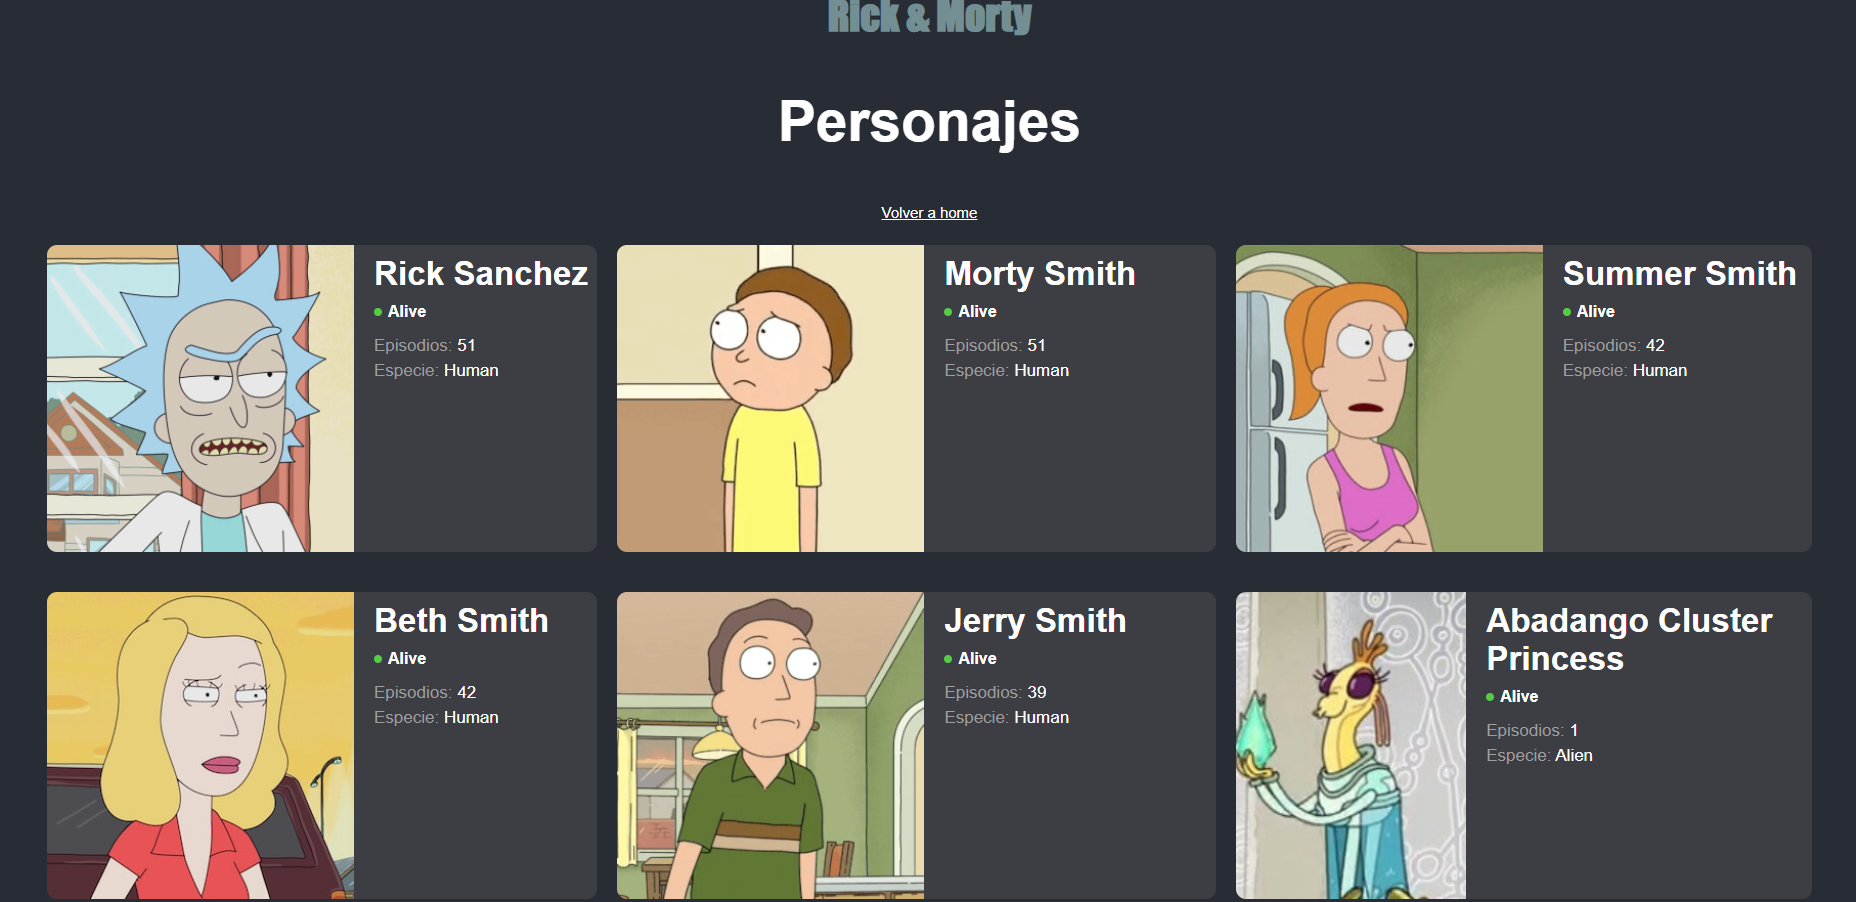 Rick & Morty
Personajes
Volver a home
Rick Sanchez
Alive
Episodios: 51
Especie: Human
Morty Smith
Alive
Episodios: 51
Especie: Human
Summer Smith
Alive
Episodios: 42
Especie: Human
Beth Smith
Alive
Episodios: 42
Especie: Human
Jerry Smith
Alive
Episodios: 39
Especie: Human
Abadango Cluster
Princess
Alive
Episodios: 1
Especie: Alien